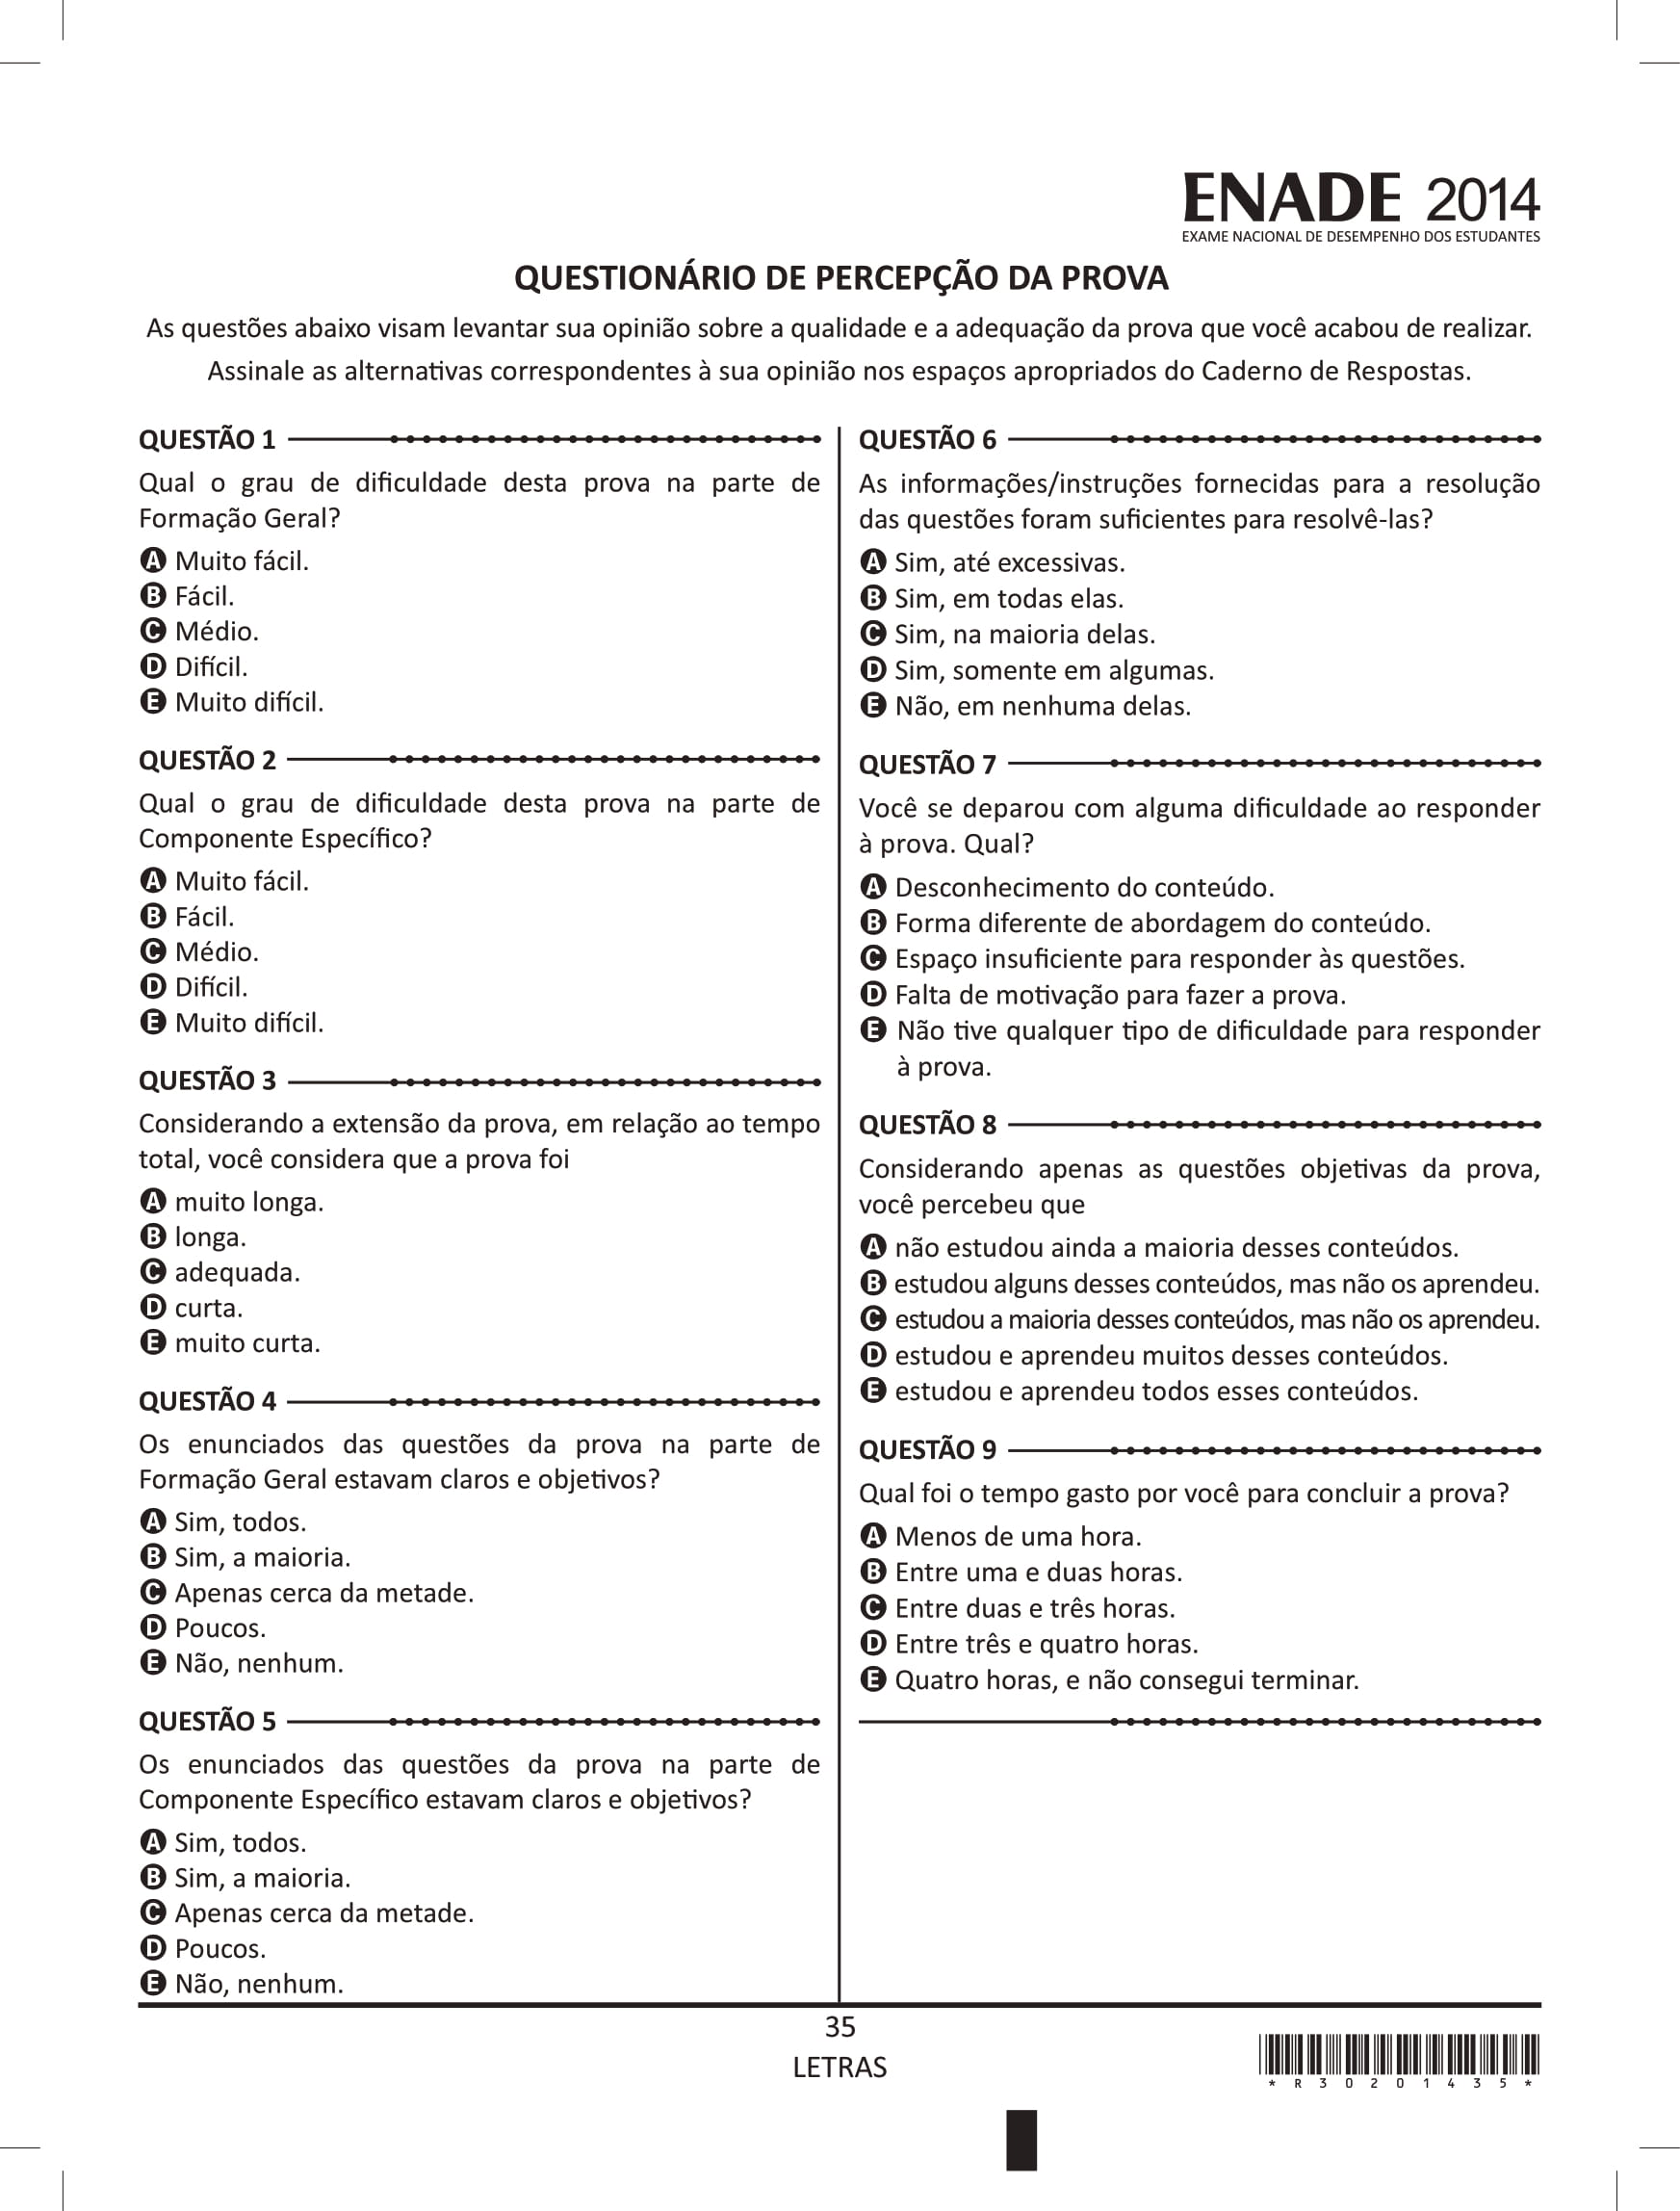 ENADE 2014
EXAME NACIONAL DE DESEMPENHO DOS ESTUDANTES
QUESTIONÁRIO DE PERCEPÇÃO DA PROVA
As questões abaixo visam levantar sua opinião sobre a qualidade e a adequação da prova que você acabou de realizar.
Assinale as alternativas correspondentes à sua opinião nos espaços apropriados do Caderno de Respostas.
QUESTÃO 1
Qual o grau de dificuldade desta prova na parte de
Formação Geral?
A Muito fácil.
B Fácil.
C Médio.
D Difícil.
E Muito difícil.
QUESTÃO 2
Qual o grau de dificuldade desta prova na parte de
Componente Específico?
A Muito fácil.
B Fácil.
C Médio.
D Difícil.
E Muito difícil.
QUESTÃO 3
Considerando a extensão da prova, em relação ao tempo
total, você considera que a prova foi
A muito longa.
B longa.
C adequada.
D curta.
E muito curta.
QUESTÃO 4
Os enunciados das questões da prova na parte de
Formação Geral estavam claros e objetivos?
A Sim, todos.
B Sim, a maioria.
C Apenas cerca da metade.
D Poucos.
E Não, nenhum.
QUESTÃO 5
Os enunciados das questões da prova na parte de
Componente Específico estavam claros e objetivos?
A Sim, todos.
B Sim, a maioria.
C Apenas cerca da metade.
D Poucos.
E Não, nenhum.
QUESTÃO 6
As informações/instruções fornecidas para a resolução
das questões foram suficientes para resolvê-las?
A Sim, até excessivas.
B Sim, em todas elas.
C Sim, na maioria delas.
D Sim, somente em algumas.
E Não, em nenhuma delas.
QUESTÃO 7
Você se deparou com alguma dificuldade ao responder
à prova. Qual?
A Desconhecimento do conteúdo.
B Forma diferente de abordagem do conteúdo.
C Espaço insuficiente para responder às questões.
D Falta de motivação para fazer a prova.
E Não tive qualquer tipo de dificuldade para responder
à prova.
QUESTÃO 8
Considerando apenas as questões objetivas da prova,
você percebeu que
A não estudou ainda a maioria desses conteúdos.
B estudou alguns desses conteúdos, mas não os aprendeu.
C estudou a maioria desses conteúdos, mas não os aprendeu.
D estudou e aprendeu muitos desses conteúdos.
E estudou e aprendeu todos esses conteúdos.
QUESTÃO 9
Qual foi o tempo gasto por você para concluir a prova?
A Menos de uma hora.
B Entre uma e duas horas.
C Entre duas e três horas.
D Entre três e quatro horas.
E Quatro horas, e não consegui terminar.
35
LETRAS
* R 3 0 2 0 1 4 3 5 *